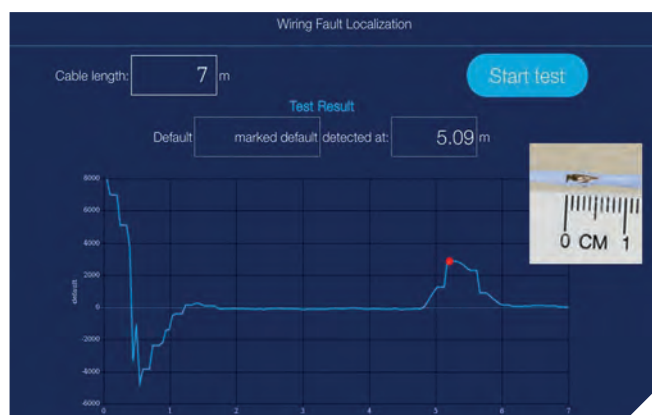 Wiring Fault Localization
Cable length: 7 m
Start test
Test Result
Default marked default detected at: 5.09 m
8000
6000
4000
2000
0
-2000
-4000
-6000
default
0 1 2 3 4 5 6 7
0 CM 1